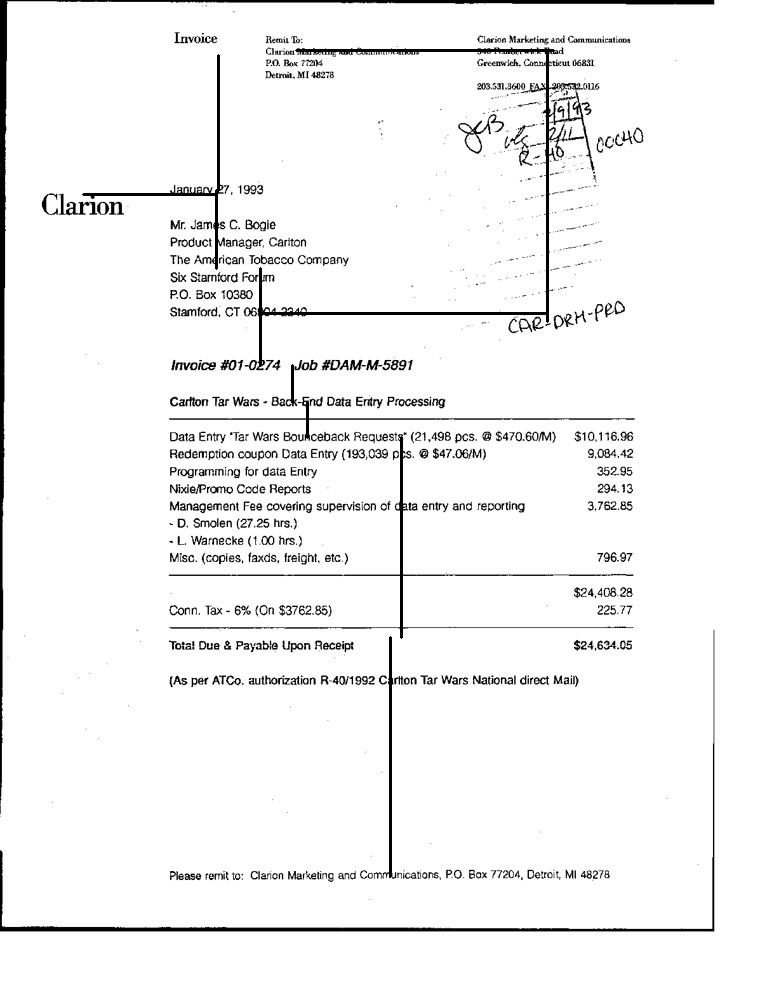 Invoice
Remit To:
Clarion Marketing and Communications
P.O. Box 77204
Detroit, MI 48278
Clarion Marketing and Communications
Greenwich, Connecticut 06831
203.531.3600 FAX 203.532.0116
JCB
2/9/93
2/11
R-40
00040
Clarion
January 27, 1993
Mr. James C. Bogie
Product Manager, Carlton
The American Tobacco Company
Six Stamford Forum
P.O. Box 10380
Stamford, CT 06904-2340
CAR-DRM-PRD
Invoice #01-0274 Job #DAM-M-5891
Carlton Tar Wars - Back-End Data Entry Processing
Data Entry "Tar Wars Bounceback Requests" (21,498 pcs. @ $470.60/M) $10,116.96
Redemption coupon Data Entry (193,039 pcs. @ $47.06/M) 9,084.42
Programming for data Entry 352.95
Nixie/Promo Code Reports 294.13
Management Fee covering supervision of data entry and reporting 3,762.85
- D. Smolen (27.25 hrs.)
- L. Warnecke (1.00 hrs.)
Misc. (copies, faxds, freight, etc.) 796.97
$24,408.28
Conn. Tax - 6% (On $3762.85) 225.77
Total Due & Payable Upon Receipt $24,634.05
(As per ATCo. authorization R-40/1992 Carlton Tar Wars National direct Mail)
Please remit to: Clarion Marketing and Communications, P.O. Box 77204, Detroit, MI 48278